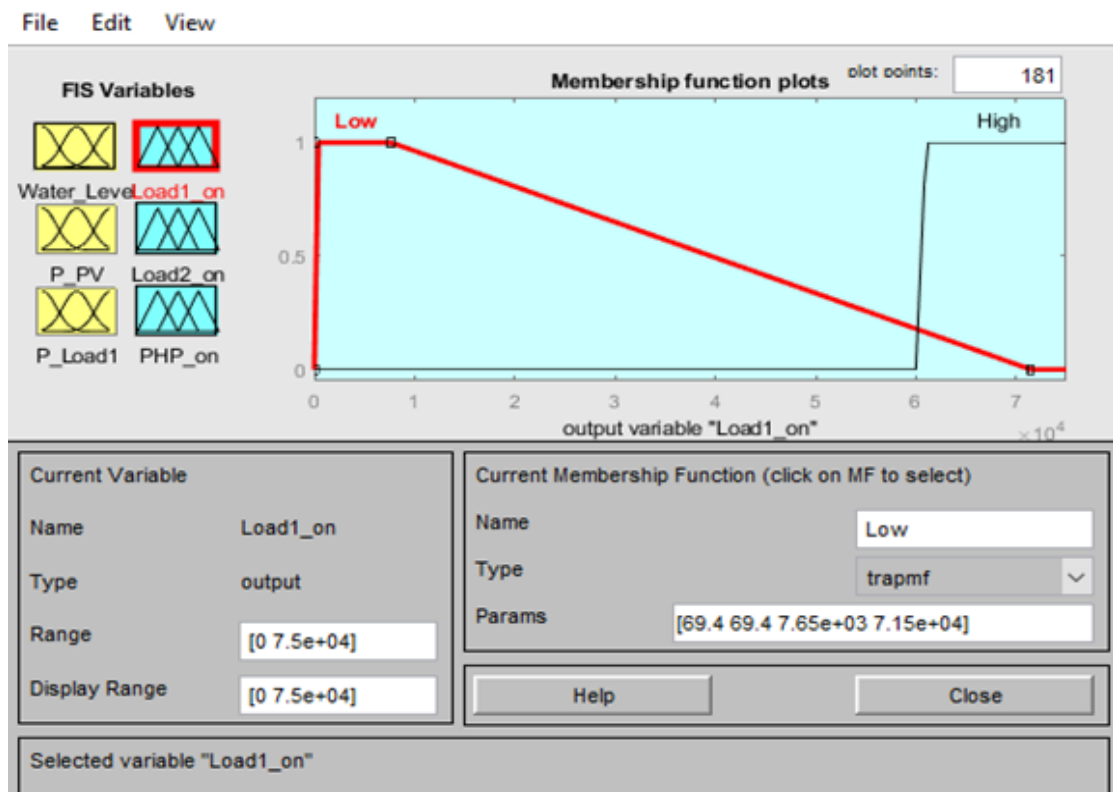 File Edit View
FIS Variables
Membership function plots
plot points:
181
Water_Level
Load1_on
P_PV
Load2_on
P_Load1
PHP_on
Low
High
1
0.5
0
0 1 2 3 4 5 6 7
×10^4
output variable "Load1_on"
Current Variable
Name Load1_on
Type output
Range [0 7.5e+04]
Display Range [0 7.5e+04]
Current Membership Function (click on MF to select)
Name Low
Type trapmf
Params [69.4 69.4 7.65e+03 7.15e+04]
Help
Close
Selected variable "Load1_on"